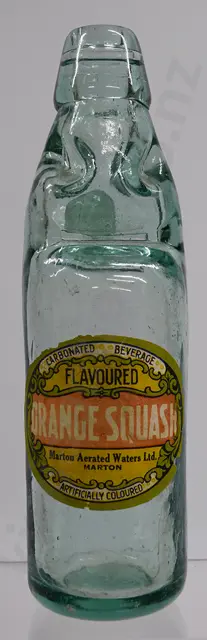 CARBONATED BEVERAGE
FLAVOURED
ORANGE SQUASH
Marton Aerated Waters Ltd.
MARTON
ARTIFICIALLY COLOURED